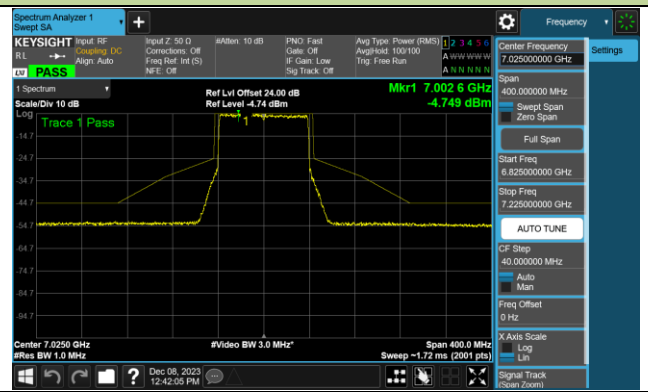 Spectrum Analyzer 1
Swept SA
Frequency
KEYSIGHT
RL
Input: RF
Coupling: DC
Align: Auto
Input Z: 50 Ω
Corrections: Off
Freq Ref: Int (S)
NFE: Off
#Atten: 10 dB
PNO: Fast
Gate: Off
IF Gain: Low
Sig Track: Off
Avg Type: Power (RMS)
Avg|Hold: 100/100
Trig: Free Run
1 2 3 4 5 6
A W W W W W
A N N N N N
LXI PASS
1 Spectrum
Scale/Div 10 dB
Ref Lvl Offset 24.00 dB
Ref Level -4.74 dBm
Mkr1 7.002 6 GHz
-4.749 dBm
Log
Trace 1 Pass
1
-14.7
-24.7
-34.7
-44.7
-54.7
-64.7
-74.7
-84.7
-94.7
Center 7.0250 GHz
#Res BW 1.0 MHz
#Video BW 3.0 MHz*
Span 400.0 MHz
Sweep ~1.72 ms (2001 pts)
Dec 08, 2023
12:42:05 PM
Center Frequency
7.025000000 GHz
Settings
Span
400.000000 MHz
Swept Span
Zero Span
Full Span
Start Freq
6.825000000 GHz
Stop Freq
7.225000000 GHz
AUTO TUNE
CF Step
40.000000 MHz
Auto
Man
Freq Offset
0 Hz
X Axis Scale
Log
Lin
Signal Track
(Span Zoom)